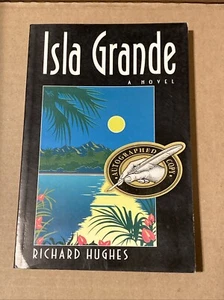 Isla Grande
A NOVEL
AUTOGRAPHED
COPY
RICHARD HUGHES